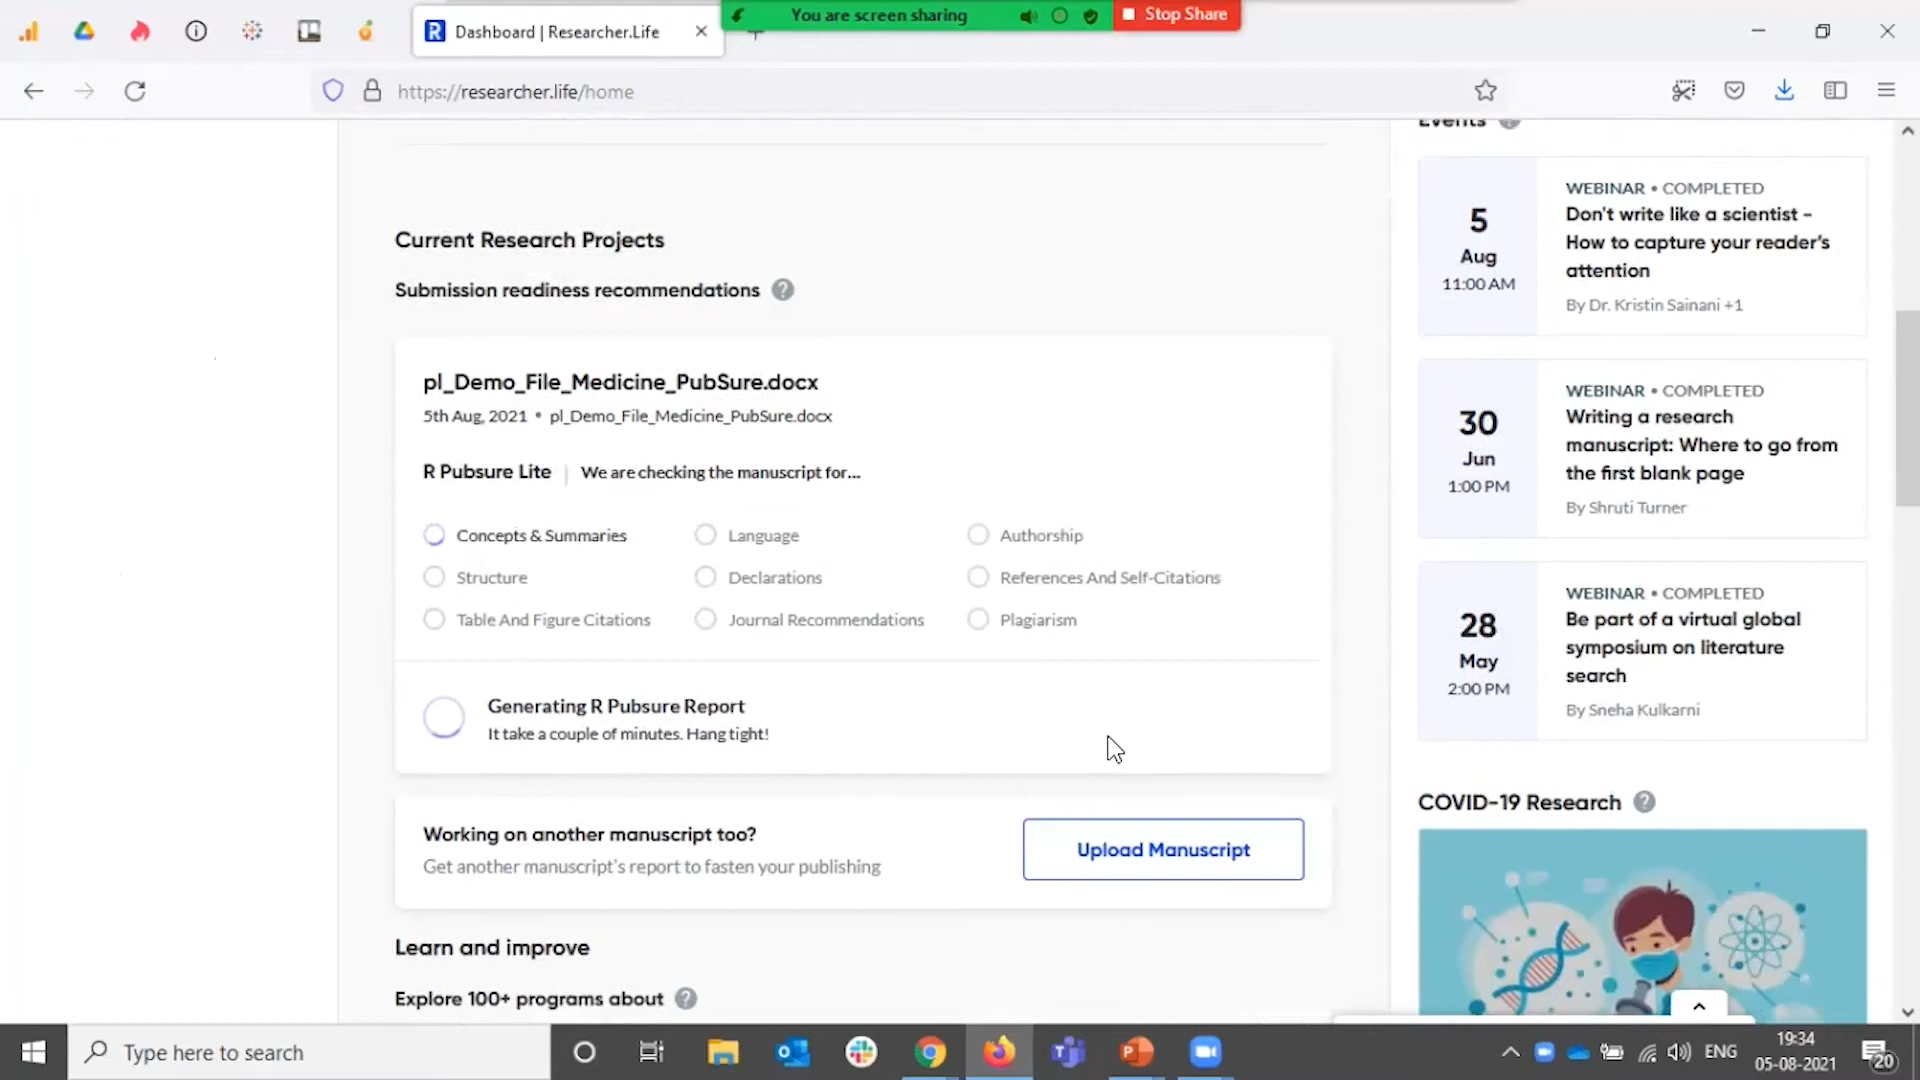 Dashboard | Researcher.Life
You are screen sharing
Stop Share
https://researcher.life/home
Current Research Projects
Submission readiness recommendations ?
pl_Demo_File_Medicine_PubSure.docx
5th Aug, 2021 • pl_Demo_File_Medicine_PubSure.docx
R Pubsure Lite | We are checking the manuscript for...
Concepts & Summaries
Language
Authorship
Structure
Declarations
References And Self-Citations
Table And Figure Citations
Journal Recommendations
Plagiarism
Generating R Pubsure Report
It take a couple of minutes. Hang tight!
Working on another manuscript too?
Get another manuscript's report to fasten your publishing
Upload Manuscript
Learn and improve
Explore 100+ programs about ?
Events
5
Aug
11:00 AM
WEBINAR • COMPLETED
Don't write like a scientist -
How to capture your reader's
attention
By Dr. Kristin Sainani +1
30
Jun
1:00 PM
WEBINAR • COMPLETED
Writing a research
manuscript: Where to go from
the first blank page
By Shruti Turner
28
May
2:00 PM
WEBINAR • COMPLETED
Be part of a virtual global
symposium on literature
search
By Sneha Kulkarni
COVID-19 Research ?
Type here to search
ENG
19:34
05-08-2021
20